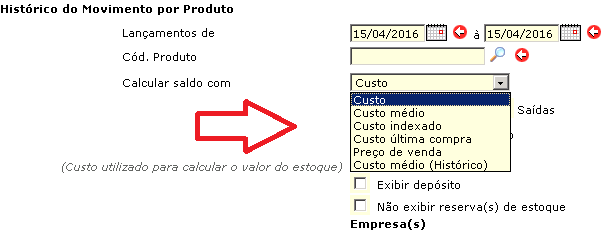 Histórico do Movimento por Produto
Lançamentos de 15/04/2016 à 15/04/2016
Cód. Produto
Calcular saldo com Custo
Custo
Custo médio Saídas
Custo indexado
Custo última compra
Preço de venda
(Custo utilizado para calcular o valor do estoque) Custo médio (Histórico)
Exibir depósito
Não exibir reserva(s) de estoque
Empresa(s)